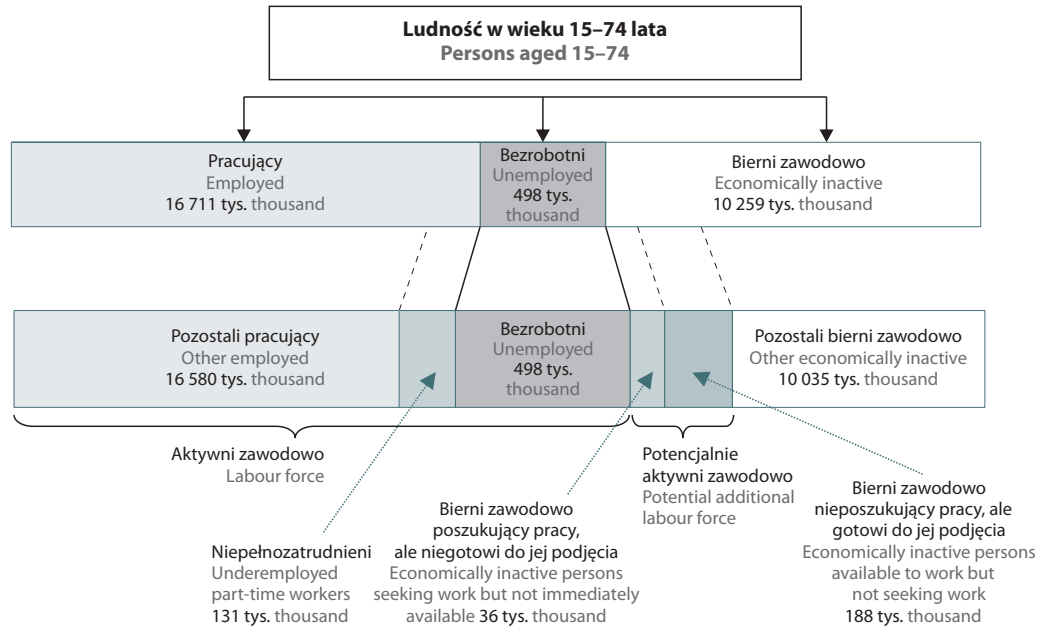 Ludność w wieku 15–74 lata
Persons aged 15–74
Pracujący
Employed
16 711 tys. thousand
Bezrobotni
Unemployed
498 tys.
thousand
Bierni zawodowo
Economically inactive
10 259 tys. thousand
Pozostali pracujący
Other employed
16 580 tys. thousand
Bezrobotni
Unemployed
498 tys.
thousand
Pozostali bierni zawodowo
Other economically inactive
10 035 tys. thousand
Aktywni zawodowo
Labour force
Potencjalnie
aktywni zawodowo
Potential additional
labour force
Niepełnozatrudnieni
Underemployed
part-time workers
131 tys. thousand
Bierni zawodowo
poszukujący pracy,
ale niegotowi do jej podjęcia
Economically inactive persons
seeking work but not immediately
available 36 tys. thousand
Bierni zawodowo
nieposzukujący pracy, ale
gotowi do jej podjęcia
Economically inactive persons
available to work but
not seeking work
188 tys. thousand